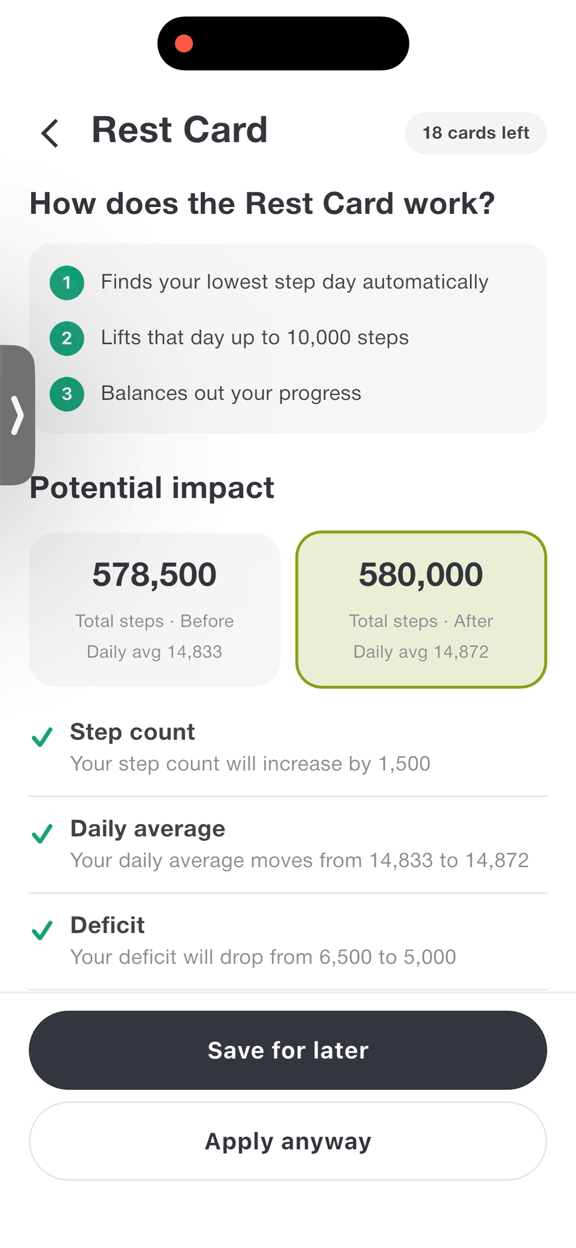 Rest Card
18 cards left
How does the Rest Card work?
1 Finds your lowest step day automatically
2 Lifts that day up to 10,000 steps
3 Balances out your progress
Potential impact
578,500
Total steps · Before
Daily avg 14,833
580,000
Total steps · After
Daily avg 14,872
Step count
Your step count will increase by 1,500
Daily average
Your daily average moves from 14,833 to 14,872
Deficit
Your deficit will drop from 6,500 to 5,000
Save for later
Apply anyway